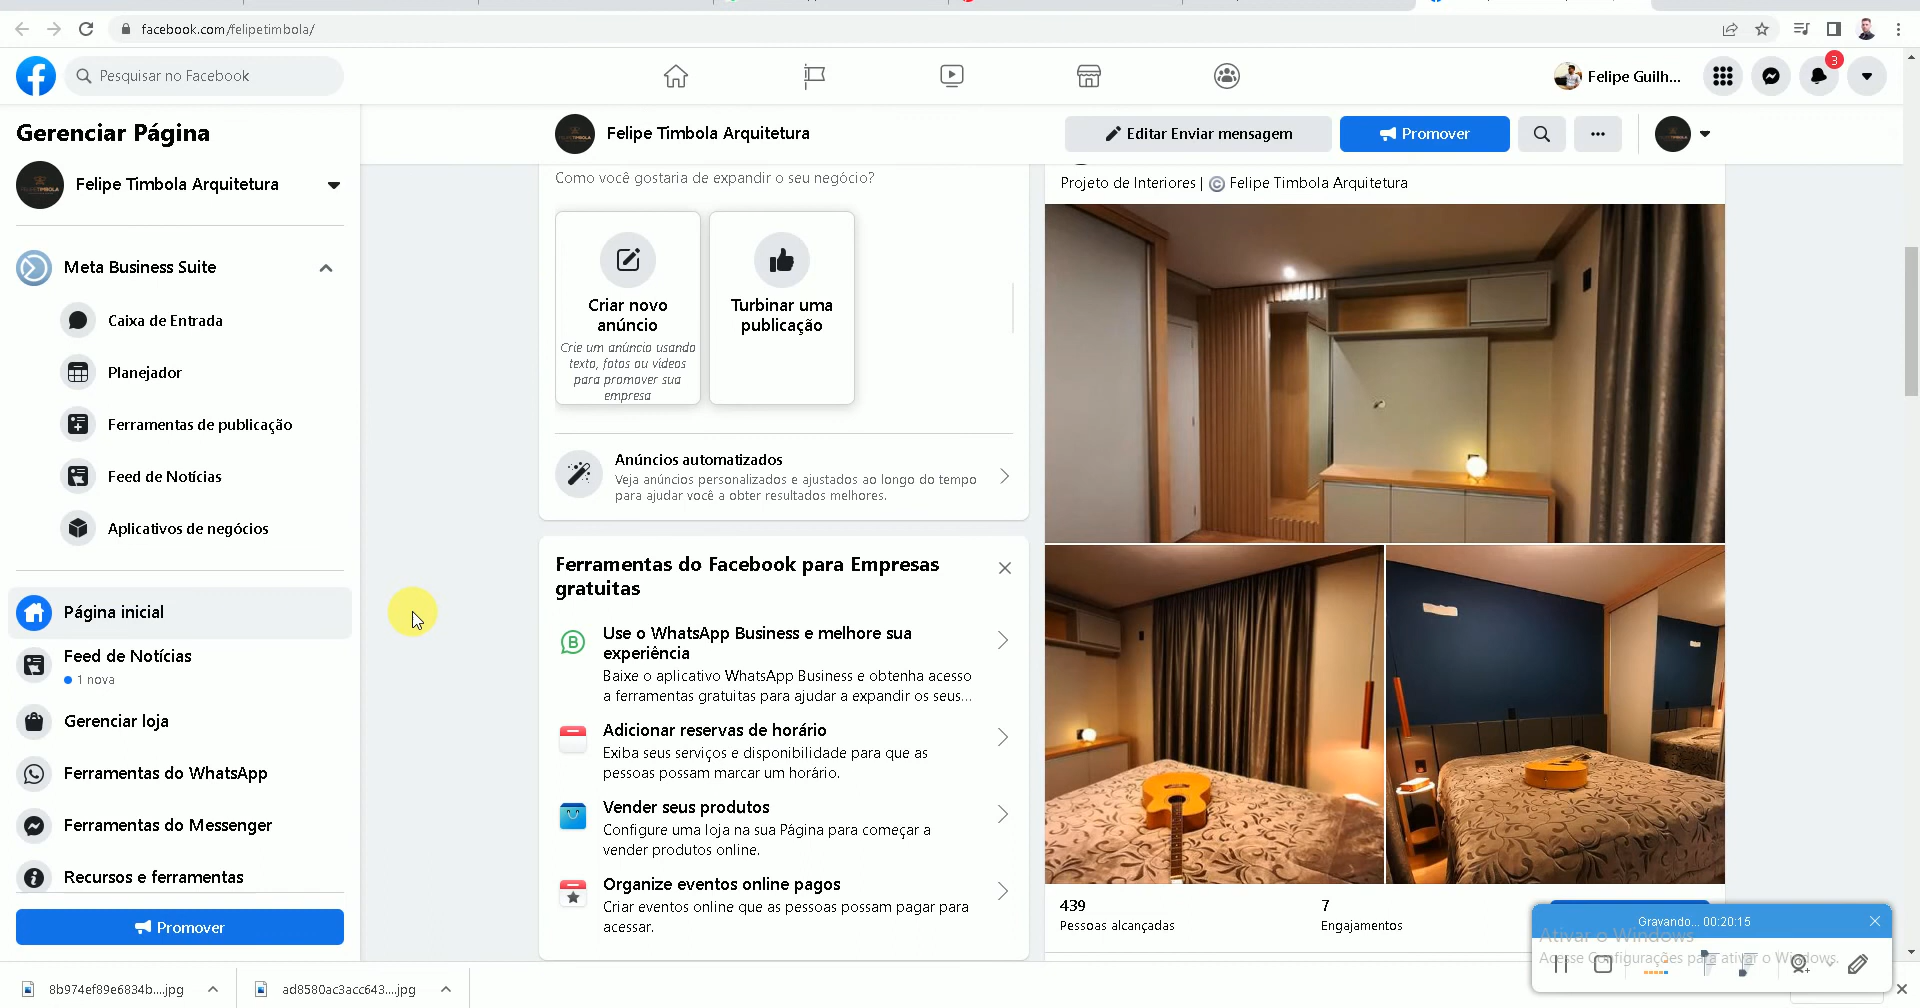 facebook.com/felipetimbola/
Pesquisar no Facebook
Felipe Guilh...
3
Gerenciar Página
Felipe Timbola Arquitetura
Meta Business Suite
Caixa de Entrada
Planejador
Ferramentas de publicação
Feed de Notícias
Aplicativos de negócios
Página inicial
Feed de Notícias
1 nova
Gerenciar loja
Ferramentas do WhatsApp
Ferramentas do Messenger
Recursos e ferramentas
Promover
Felipe Timbola Arquitetura
Editar Enviar mensagem
Promover
Como você gostaria de expandir o seu negócio?
Criar novo
anúncio
Crie um anúncio usando
texto, fotos ou vídeos
para promover sua
empresa
Turbinar uma
publicação
Anúncios automatizados
Veja anúncios personalizados e ajustados ao longo do tempo
para ajudar você a obter resultados melhores.
Ferramentas do Facebook para Empresas
gratuitas
Use o WhatsApp Business e melhore sua
experiência
Baixe o aplicativo WhatsApp Business e obtenha acesso
a ferramentas gratuitas para ajudar a expandir os seus...
Adicionar reservas de horário
Exiba seus serviços e disponibilidade para que as
pessoas possam marcar um horário.
Vender seus produtos
Configure uma loja na sua Página para começar a
vender produtos online.
Organize eventos online pagos
Criar eventos online que as pessoas possam pagar para
acessar.
Projeto de Interiores | © Felipe Timbola Arquitetura
439
Pessoas alcançadas
7
Engajamentos
Gravando... 00:20:15
Ativar o Windows
Acesse Configurações para ativar o Windows.
8b974ef89e6834b....jpg
ad8580ac3acc643....jpg